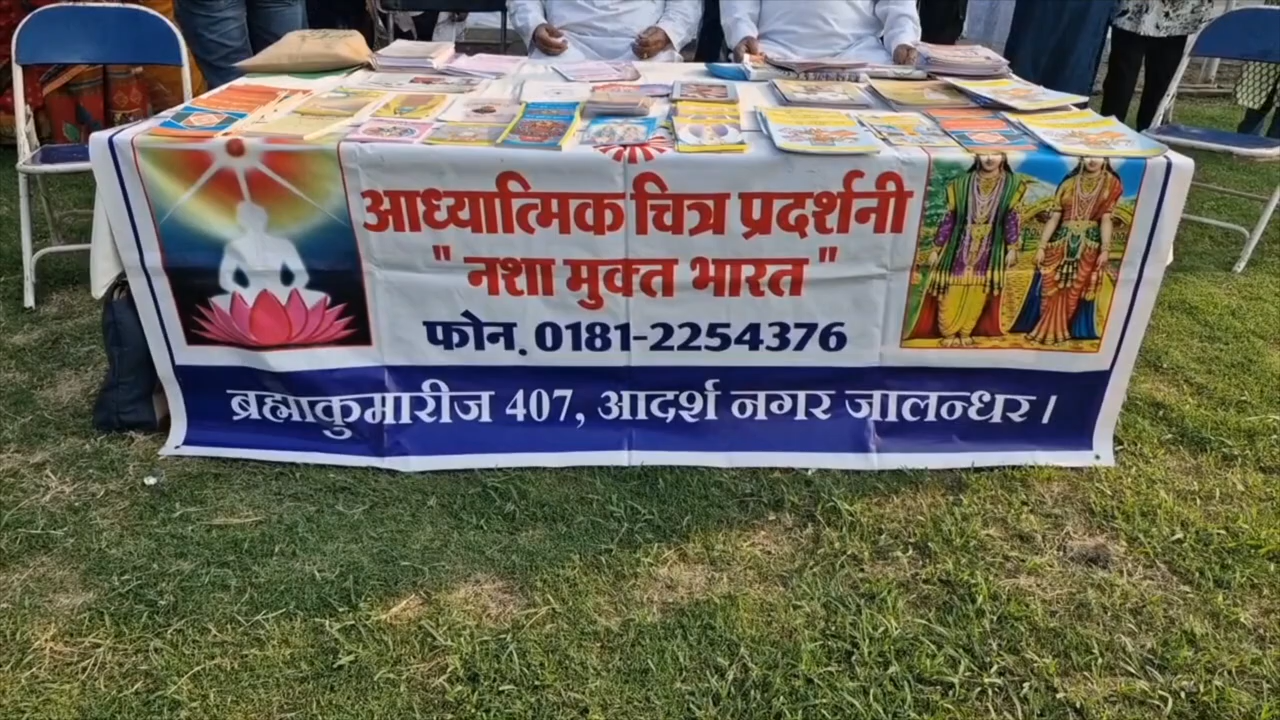 आध्यात्मिक चित्र प्रदर्शनी
" नशा मुक्त भारत "
फोन. 0181-2254376
ब्रह्माकुमारीज 407, आदर्श नगर जालन्धर।